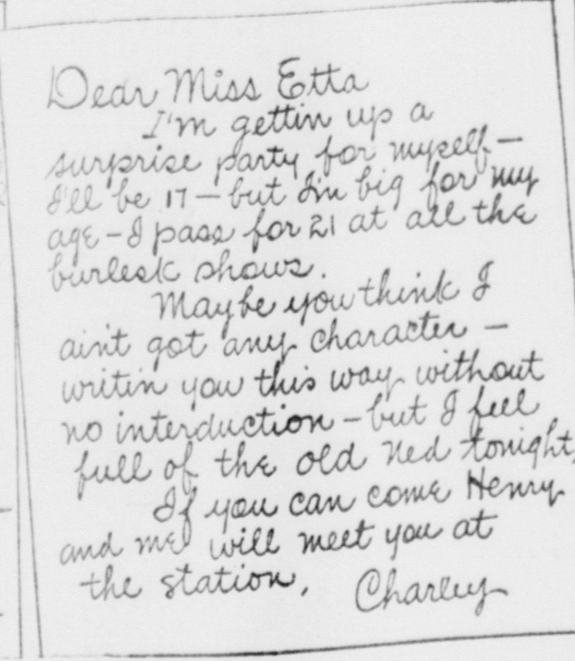 Dear Miss Etta
I'm gettin up a
surprise party for myself—
I'll be 17—but I'm big for my
age—I pass for 21 at all the
burlesk shows.
Maybe you think I
ain't got any character—
writin you this way without
no interduction—but I feel
full of the old Ned tonight,
If you can come Henry
and me will meet you at
the station,
Charley